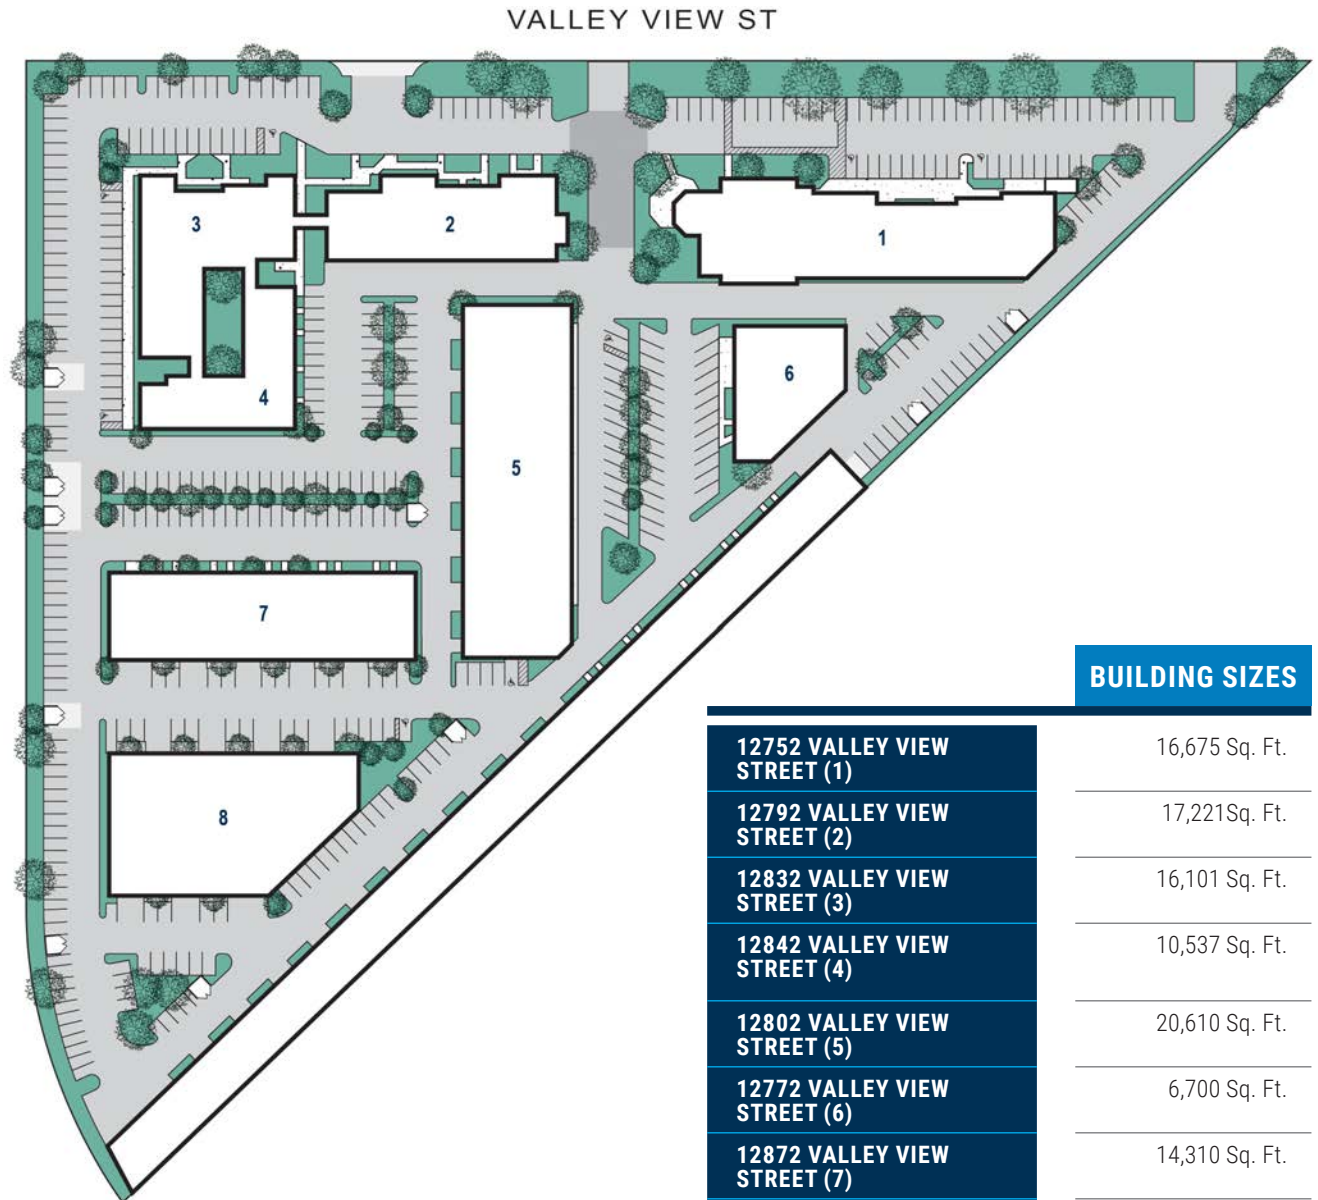 VALLEY VIEW ST
3
2
1
6
4
5
7
8
BUILDING SIZES
12752 VALLEY VIEW
STREET (1)
16,675 Sq. Ft.
12792 VALLEY VIEW
STREET (2)
17,221Sq. Ft.
12832 VALLEY VIEW
STREET (3)
16,101 Sq. Ft.
12842 VALLEY VIEW
STREET (4)
10,537 Sq. Ft.
12802 VALLEY VIEW
STREET (5)
20,610 Sq. Ft.
12772 VALLEY VIEW
STREET (6)
6,700 Sq. Ft.
12872 VALLEY VIEW
STREET (7)
14,310 Sq. Ft.